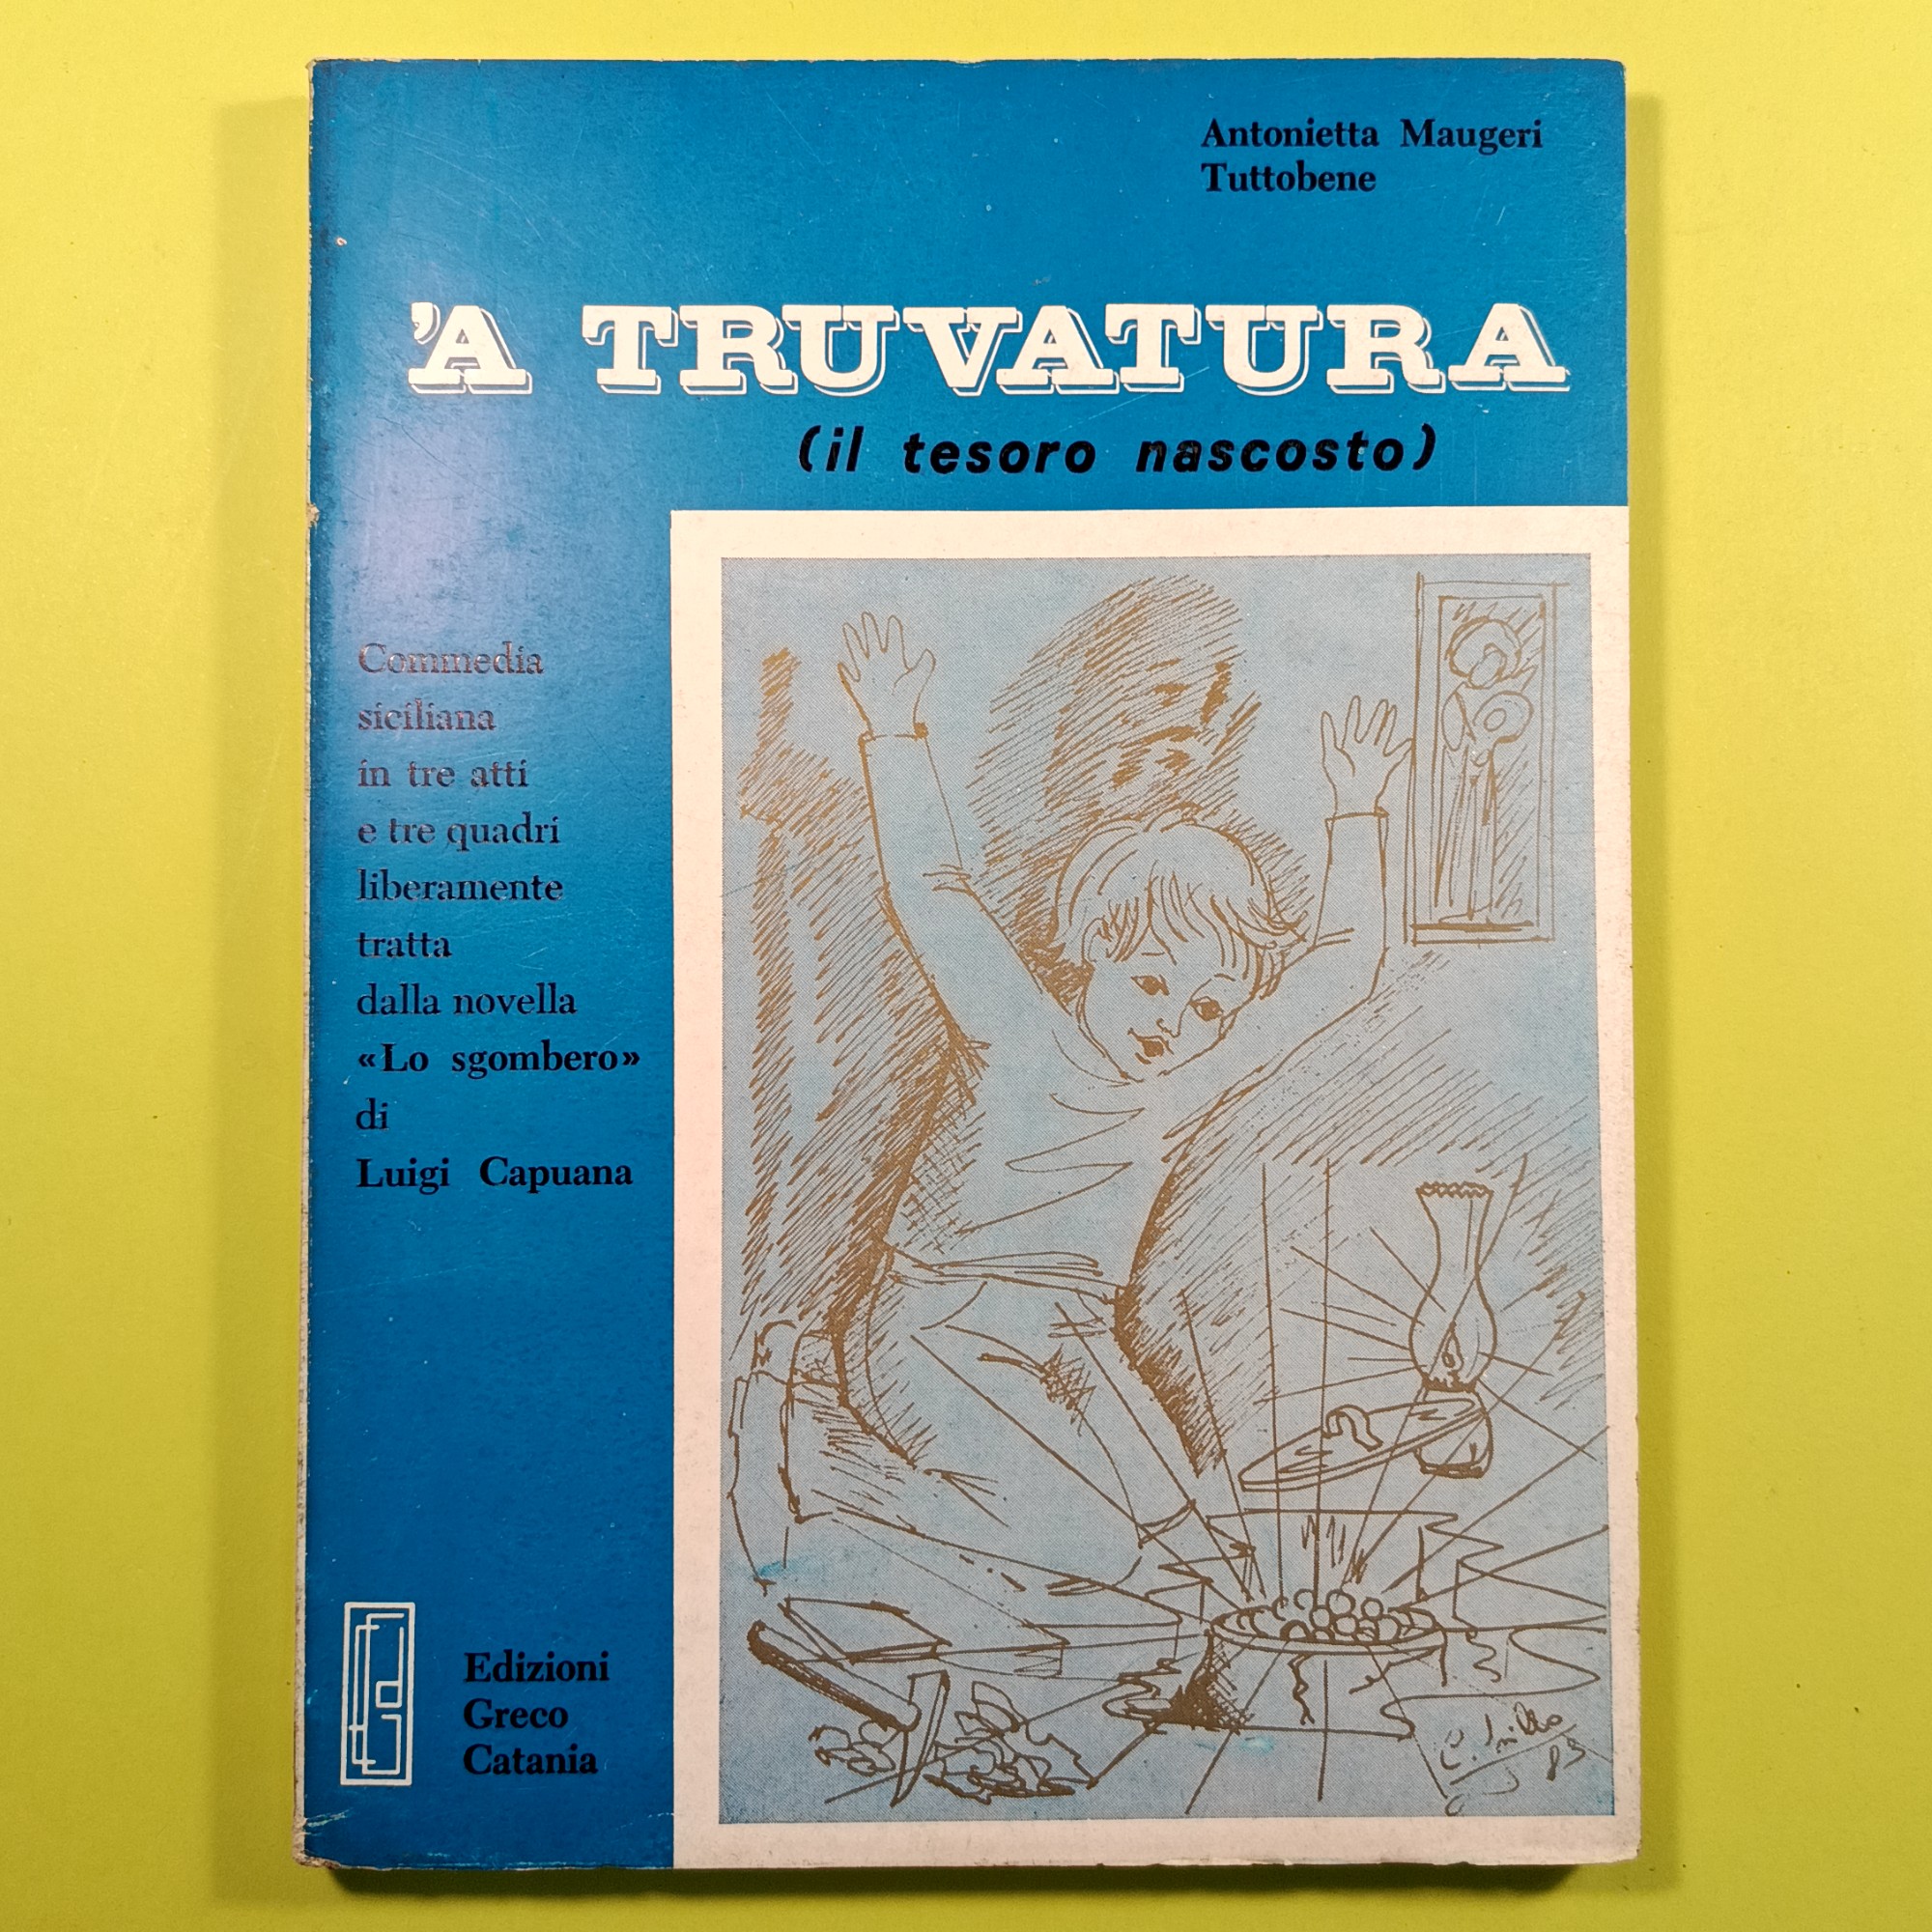 Antonietta Maugeri
Tuttobene
'A TRUVATURA
(il tesoro nascosto)
Commedia
siciliana
in tre atti
e tre quadri
liberamente
tratta
dalla novella
«Lo sgombero»
di
Luigi Capuana
Edizioni
Greco
Catania
83